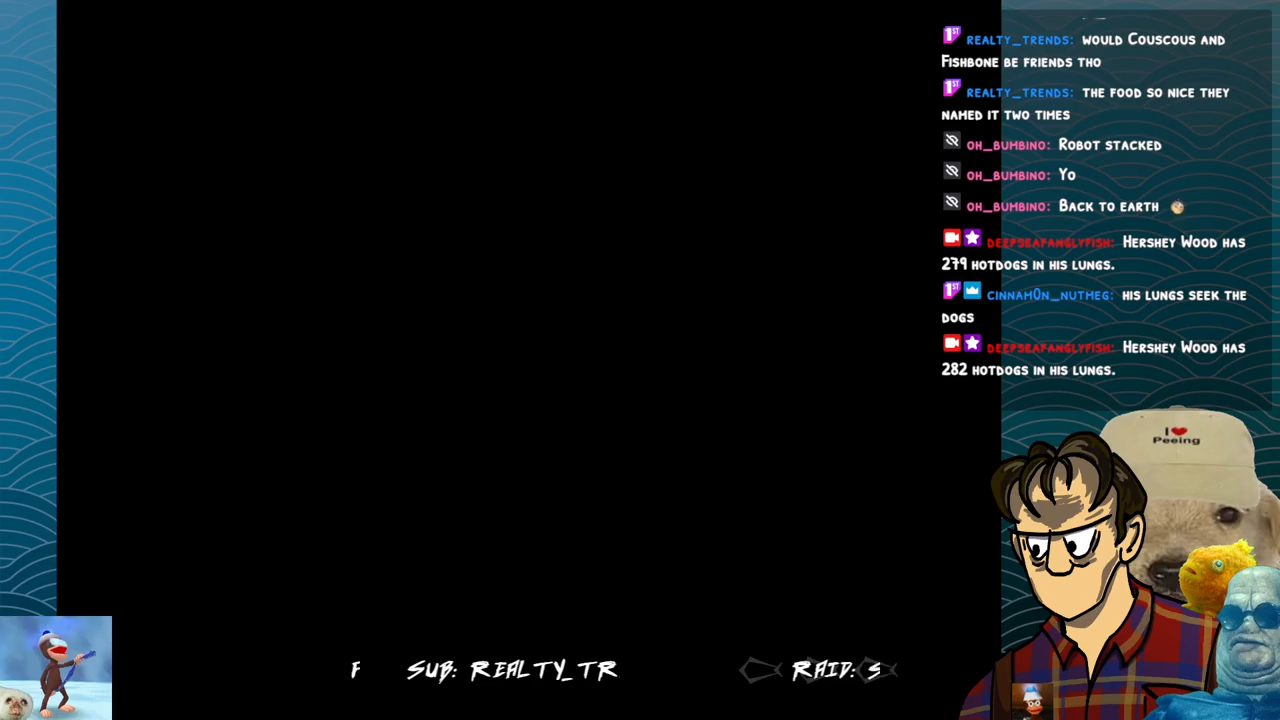 REALTY_TRENDS: WOULD COUSCOUS AND
FISHBONE BE FRIENDS THO
REALTY_TRENDS: THE FOOD SO NICE THEY
NAMED IT TWO TIMES
OH_BUMBINO: ROBOT STACKED
OH_BUMBINO: YO
OH_BUMBINO: BACK TO EARTH
DEEPSEAFANGLYFISH: HERSHEY WOOD HAS
279 HOTDOGS IN HIS LUNGS.
CINNAM0N_NUTMEG: HIS LUNGS SEEK THE
DOGS
DEEPSEAFANGLYFISH: HERSHEY WOOD HAS
282 HOTDOGS IN HIS LUNGS.
I ❤ 
Peeing
F SUB: REALTY_TR RAID: S